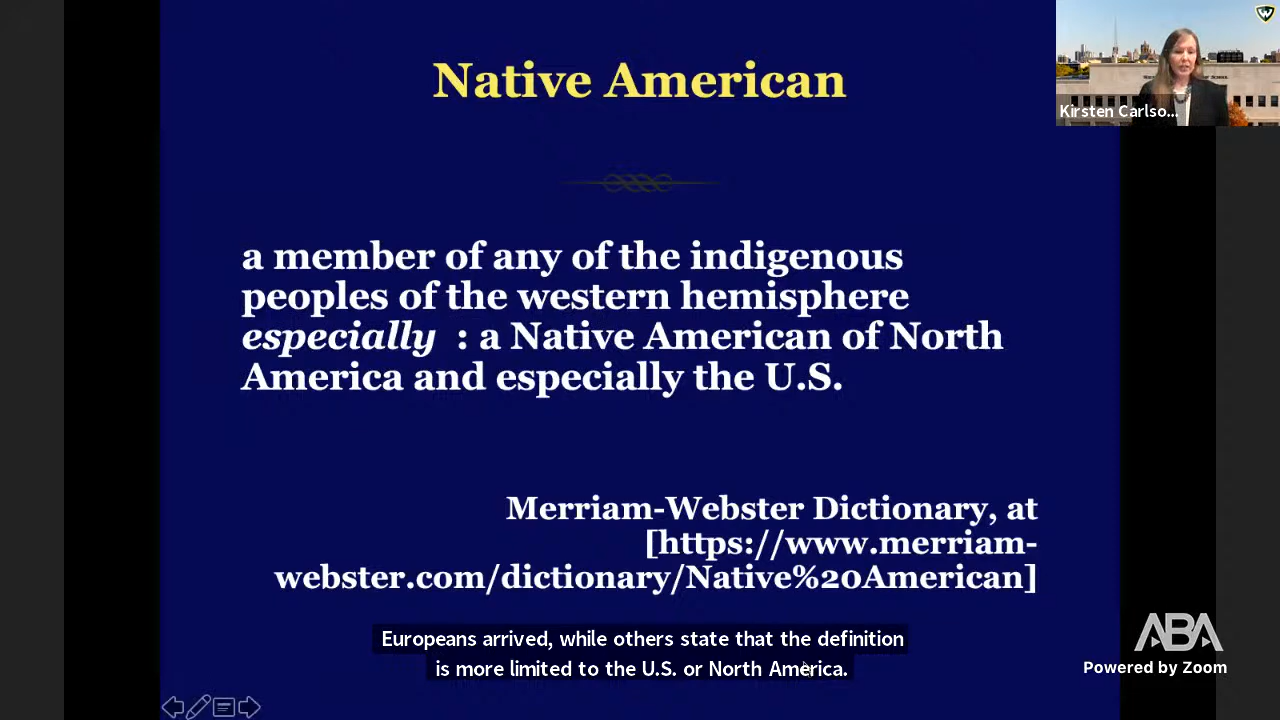 Native American
a member of any of the indigenous
peoples of the western hemisphere
especially : a Native American of North
America and especially the U.S.
Merriam-Webster Dictionary, at
[https://www.merriam-
webster.com/dictionary/Native%20American]
Europeans arrived, while others state that the definition
is more limited to the U.S. or North America.
Kirsten Carlso...
W
ABA
Powered by Zoom